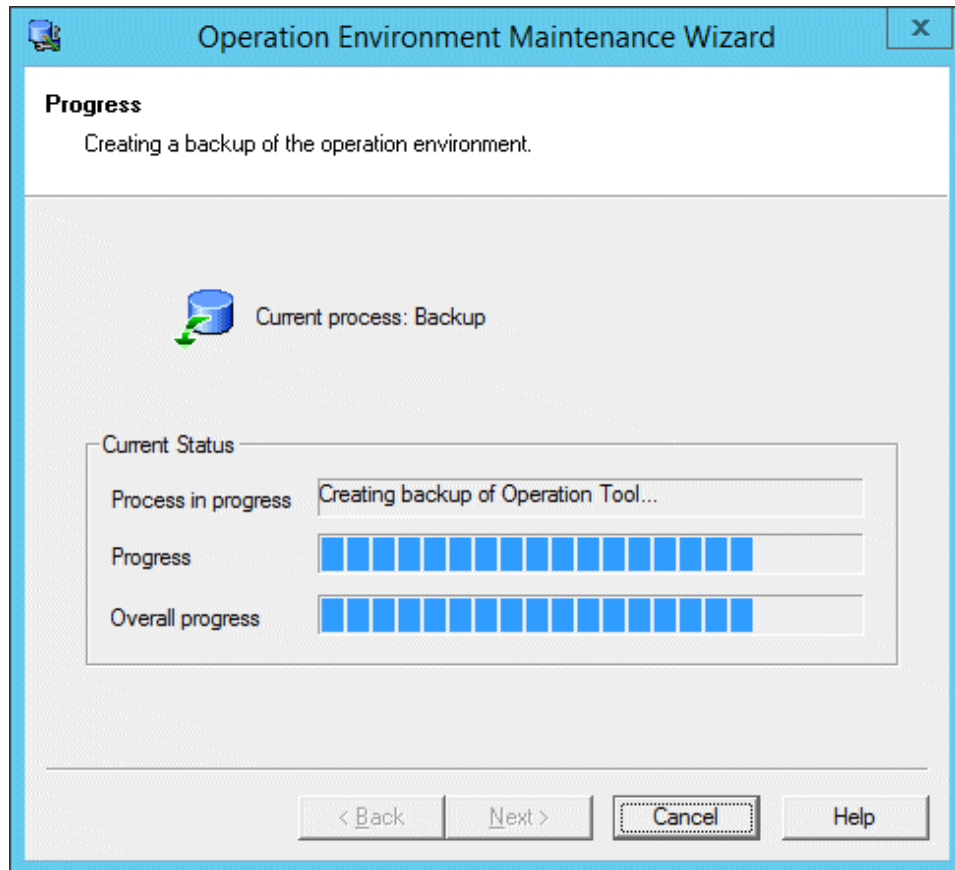 Operation Environment Maintenance Wizard
x
Progress
Creating a backup of the operation environment.
Current process: Backup
Current Status
Process in progress
Creating backup of Operation Tool...
Progress
Overall progress
< Back
Next >
Cancel
Help